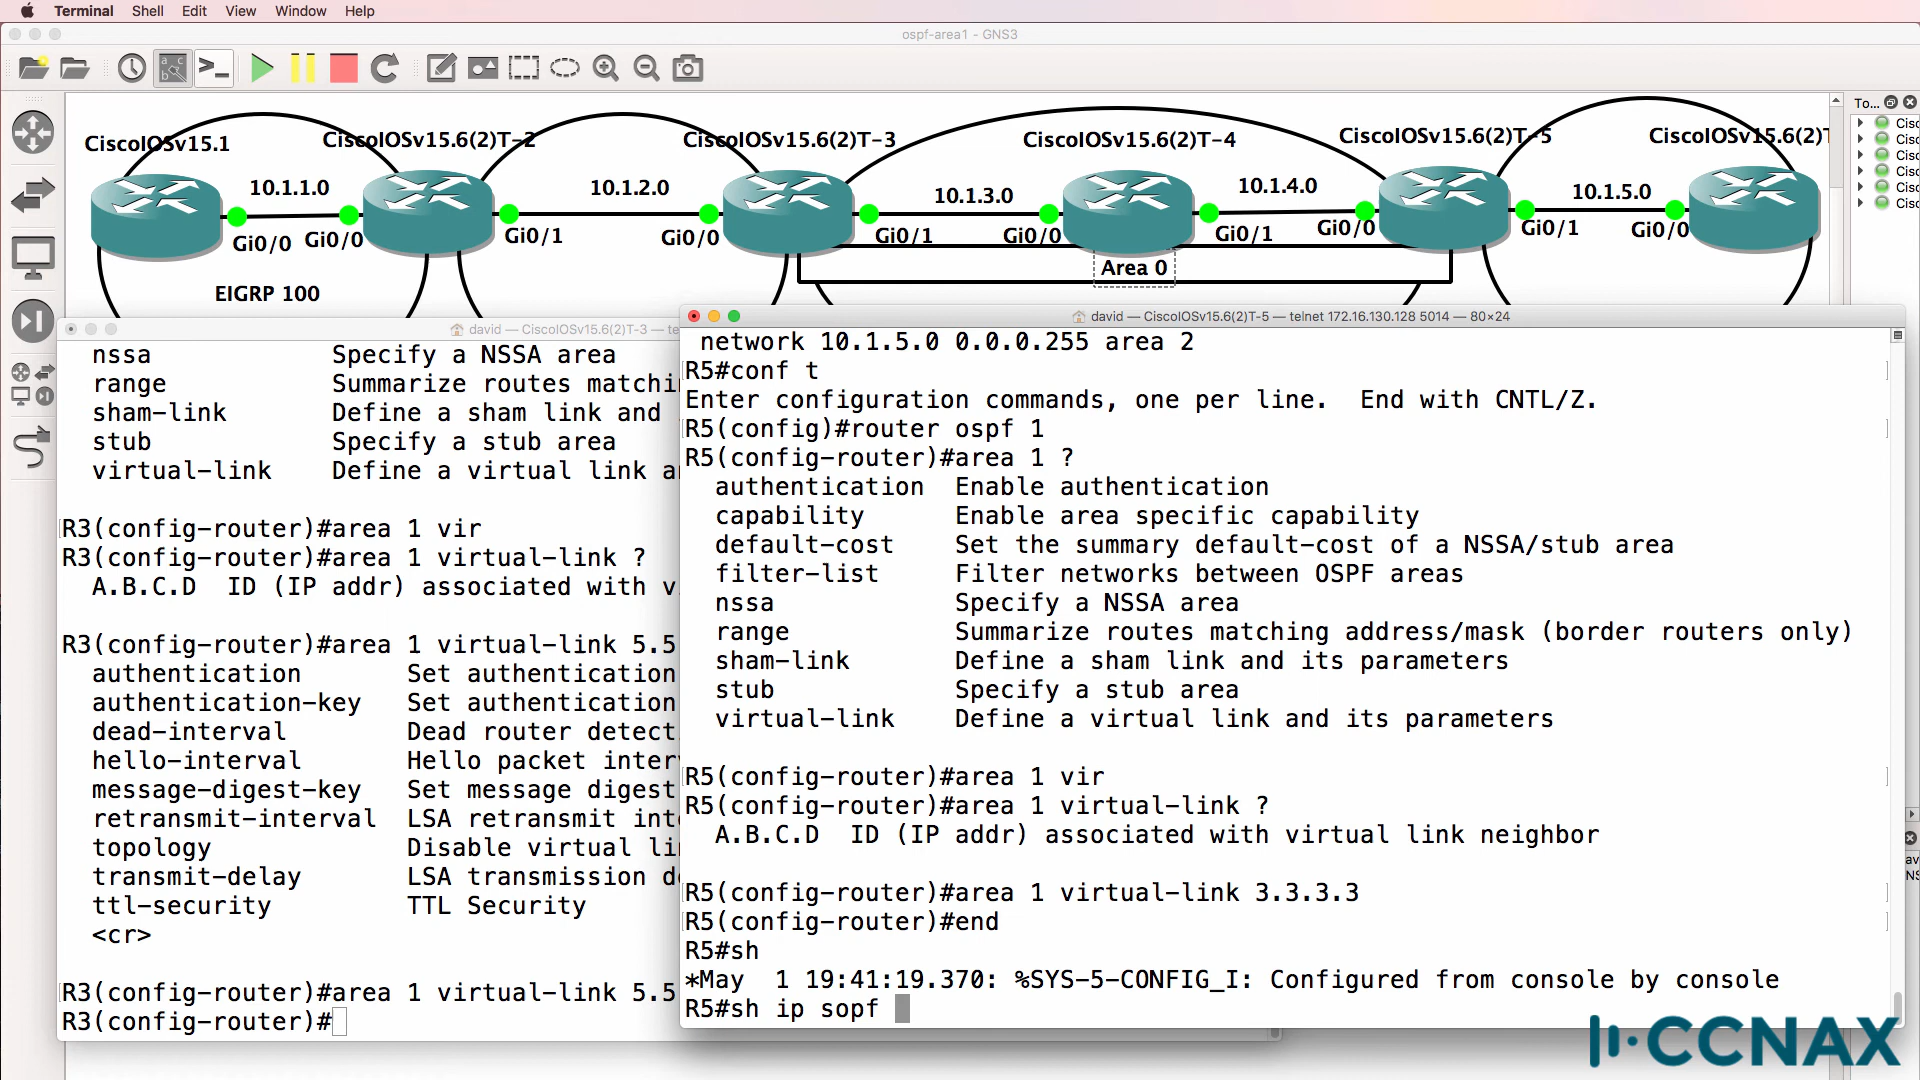 Terminal Shell Edit View Window Help
ospf-area1 - GNS3
To...
CiscoIOSv15.1
CiscoIOSv15.6(2)T-2
CiscoIOSv15.6(2)T-3
CiscoIOSv15.6(2)T-4
CiscoIOSv15.6(2)T-5
CiscoIOSv15.6(2)T
Cisc
Cisc
Cisc
Cisc
Cisc
Cisc
10.1.1.0
10.1.2.0
10.1.3.0
10.1.4.0
10.1.5.0
Gi0/0
Gi0/0
Gi0/1
Gi0/0
Gi0/1
Gi0/0
Gi0/1
Gi0/0
Gi0/1
Gi0/0
Area 0
EIGRP 100
david — CiscoIOSv15.6(2)T-3 — te
nssa Specify a NSSA area
range Summarize routes matchi
sham-link Define a sham link and
stub Specify a stub area
virtual-link Define a virtual link a
R3(config-router)#area 1 vir
R3(config-router)#area 1 virtual-link ?
A.B.C.D ID (IP addr) associated with v
R3(config-router)#area 1 virtual-link 5.5
authentication Set authentication
authentication-key Set authentication
dead-interval Dead router detect
hello-interval Hello packet inter
message-digest-key Set message digest
retransmit-interval LSA retransmit int
topology Disable virtual li
transmit-delay LSA transmission d
ttl-security TTL Security
<cr>
R3(config-router)#area 1 virtual-link 5.5
R3(config-router)#
david — CiscoIOSv15.6(2)T-5 — telnet 172.16.130.128 5014 — 80×24
network 10.1.5.0 0.0.0.255 area 2
R5#conf t
Enter configuration commands, one per line. End with CNTL/Z.
R5(config)#router ospf 1
R5(config-router)#area 1 ?
authentication Enable authentication
capability Enable area specific capability
default-cost Set the summary default-cost of a NSSA/stub area
filter-list Filter networks between OSPF areas
nssa Specify a NSSA area
range Summarize routes matching address/mask (border routers only)
sham-link Define a sham link and its parameters
stub Specify a stub area
virtual-link Define a virtual link and its parameters
R5(config-router)#area 1 vir
R5(config-router)#area 1 virtual-link ?
A.B.C.D ID (IP addr) associated with virtual link neighbor
R5(config-router)#area 1 virtual-link 3.3.3.3
R5(config-router)#end
R5#sh
*May 1 19:41:19.370: %SYS-5-CONFIG_I: Configured from console by console
R5#sh ip sopf
CCNAX